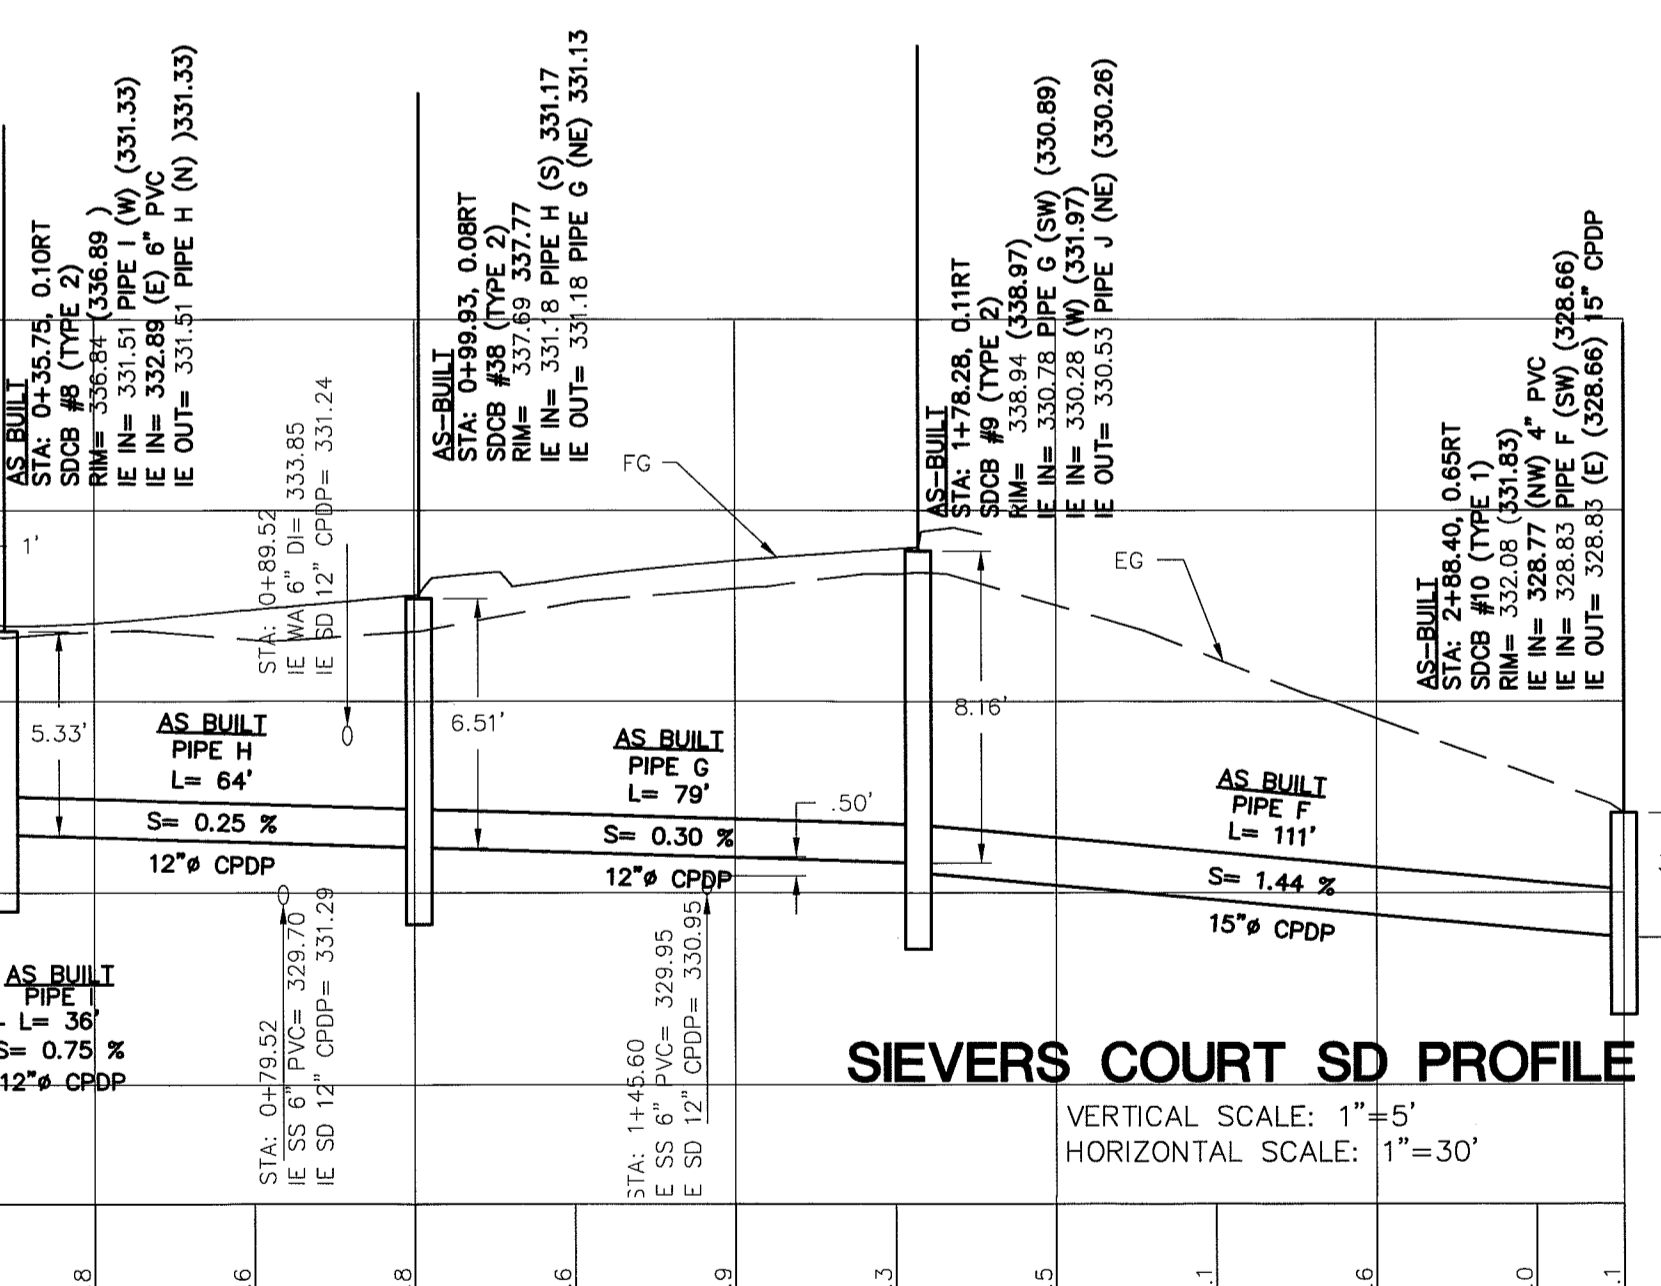 AS BUILT
STA: 0+35.75, 0.10RT
SDCB #8 (TYPE 2)
RIM= 336.84 (336.89 )
IE IN= 331.51 PIPE I (W) (331.33)
IE IN= 332.89 (E) 6" PVC
IE OUT= 331.51 PIPE H (N) )331.33)
STA: 0+89.52
IE WA 6" DI= 333.85
IE SD 12" CPDP= 331.24
AS-BUILT
STA: 0+99.93, 0.08RT
SDCB #38 (TYPE 2)
RIM= 337.69 337.77
IE IN= 331.18 PIPE H (S) 331.17
IE OUT= 331.18 PIPE G (NE) 331.13
FG
AS-BUILT
STA: 1+78.28, 0.11RT
SDCB #9 (TYPE 2)
RIM= 338.94 (338.97)
IE IN= 330.78 PIPE G (SW) (330.89)
IE IN= 330.28 (W) (331.97)
IE OUT= 330.53 PIPE J (NE) (330.26)
EG
AS-BUILT
STA: 2+88.40, 0.65RT
SDCB #10 (TYPE 1)
RIM= 332.08 (331.83)
IE IN= 328.77 (NW) 4" PVC
IE IN= 328.83 PIPE F (SW) (328.66)
IE OUT= 328.83 (E) (328.66) 15" CPDP
1'
5.33'
AS BUILT
PIPE H
L= 64'
S= 0.25 %
12"ø CPDP
6.51'
AS BUILT
PIPE G
L= 79'
S= 0.30 %
12"ø CPDP
.50'
8.16'
AS BUILT
PIPE F
L= 111'
S= 1.44 %
15"ø CPDP
AS BUILT
PIPE I
L= 36'
S= 0.75 %
12"ø CPDP
STA: 0+79.52
IE SS 6" PVC= 329.70
IE SD 12" CPDP= 331.29
STA: 1+45.60
E SS 6" PVC= 329.95
E SD 12" CPDP= 330.95
SIEVERS COURT SD PROFILE
VERTICAL SCALE: 1"=5'
HORIZONTAL SCALE: 1"=30'
.8
.6
.8
.6
.9
.3
.5
.1
.6
.0
.1